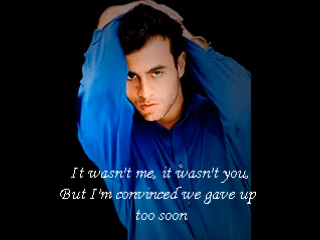 It wasn't me, it wasn't you,
But I'm convinced we gave up
too soon